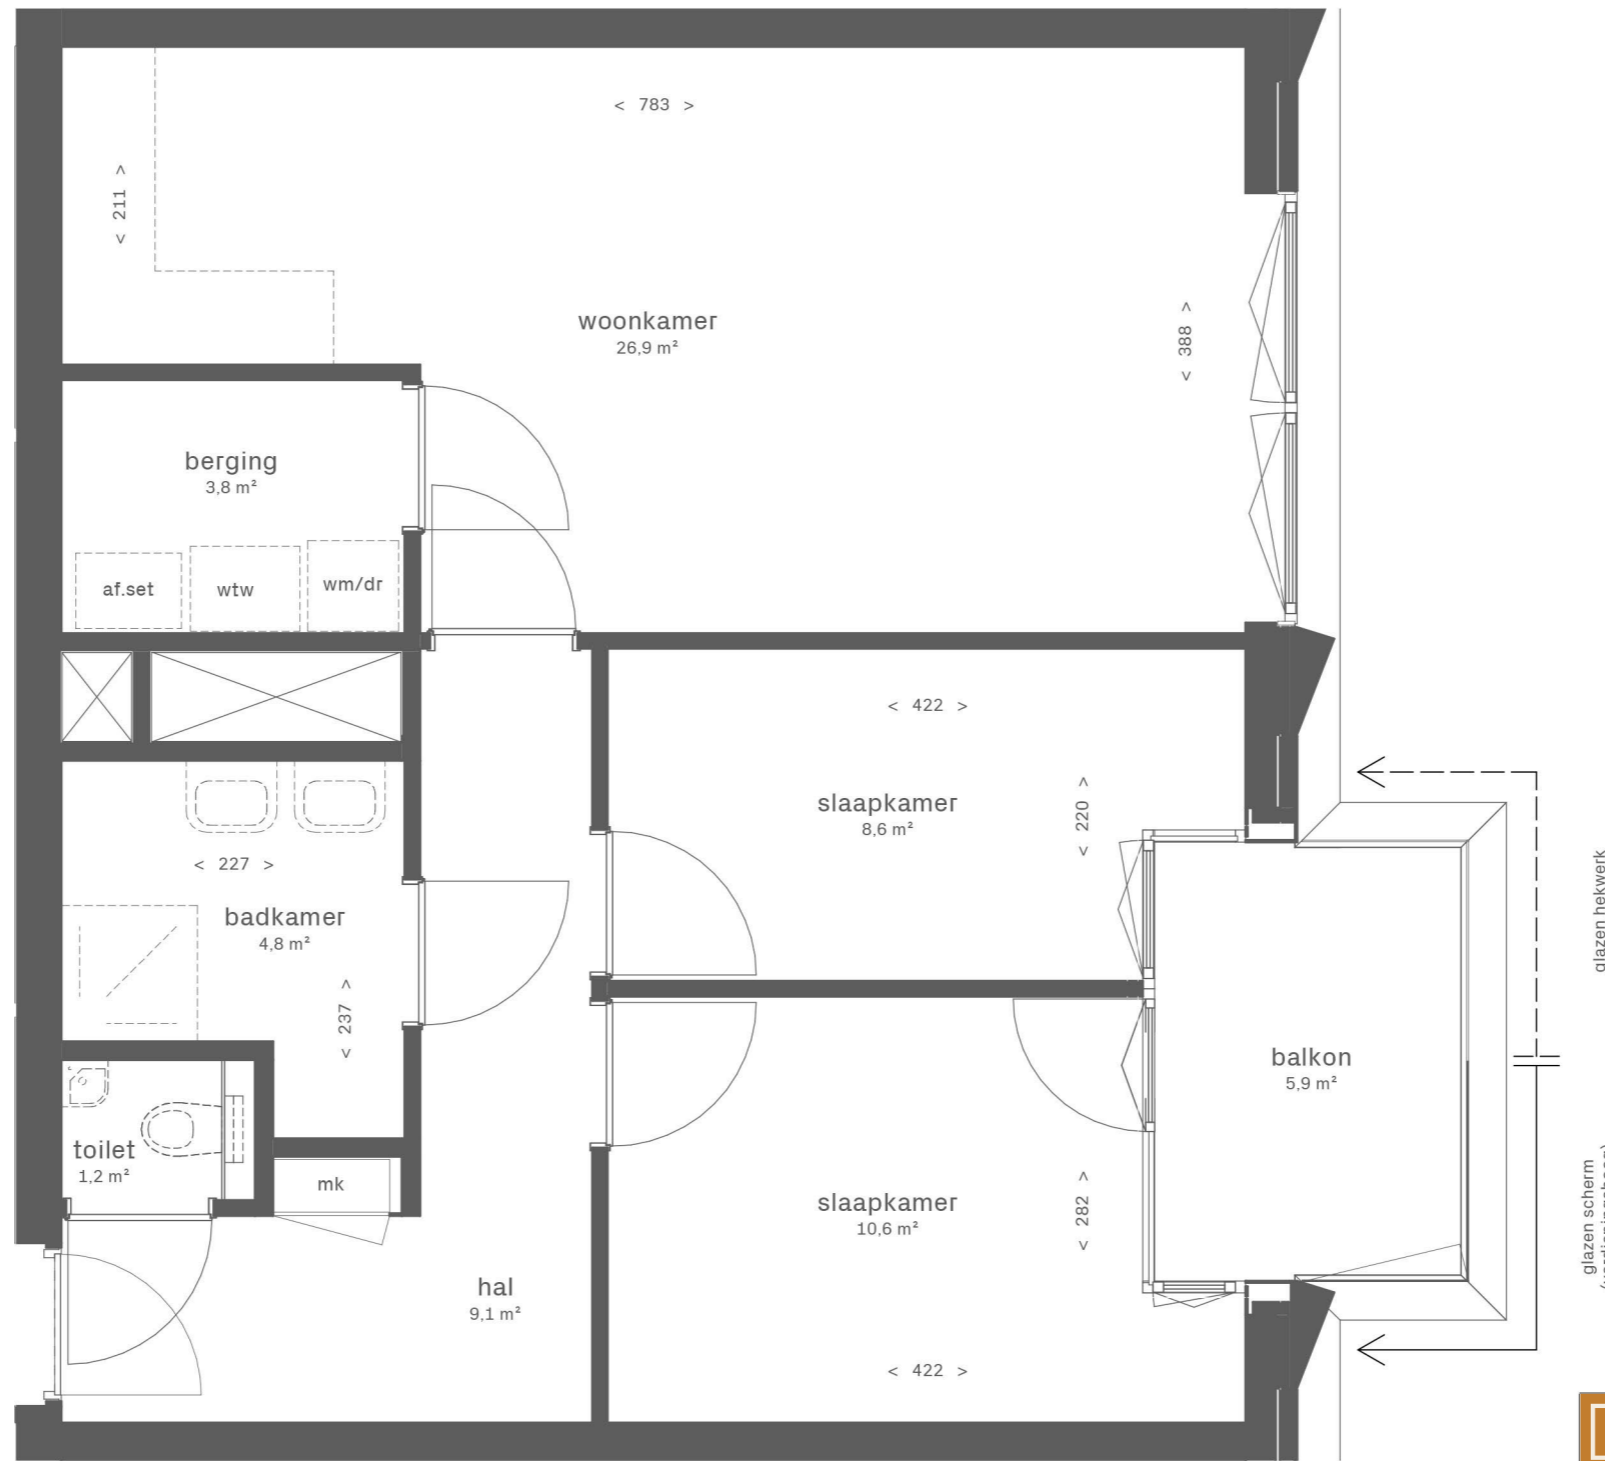 < 783 >
< 211 >
woonkamer
26,9 m²
< 388 >
berging
3,8 m²
af.set
wtw
wm/dr
< 422 >
slaapkamer
8,6 m²
< 220 >
< 227 >
badkamer
4,8 m²
< 237 >
glazen hekwerk
balkon
5,9 m²
toilet
1,2 m²
mk
slaapkamer
10,6 m²
< 282 >
glazen scherm
hal
9,1 m²
< 422 >